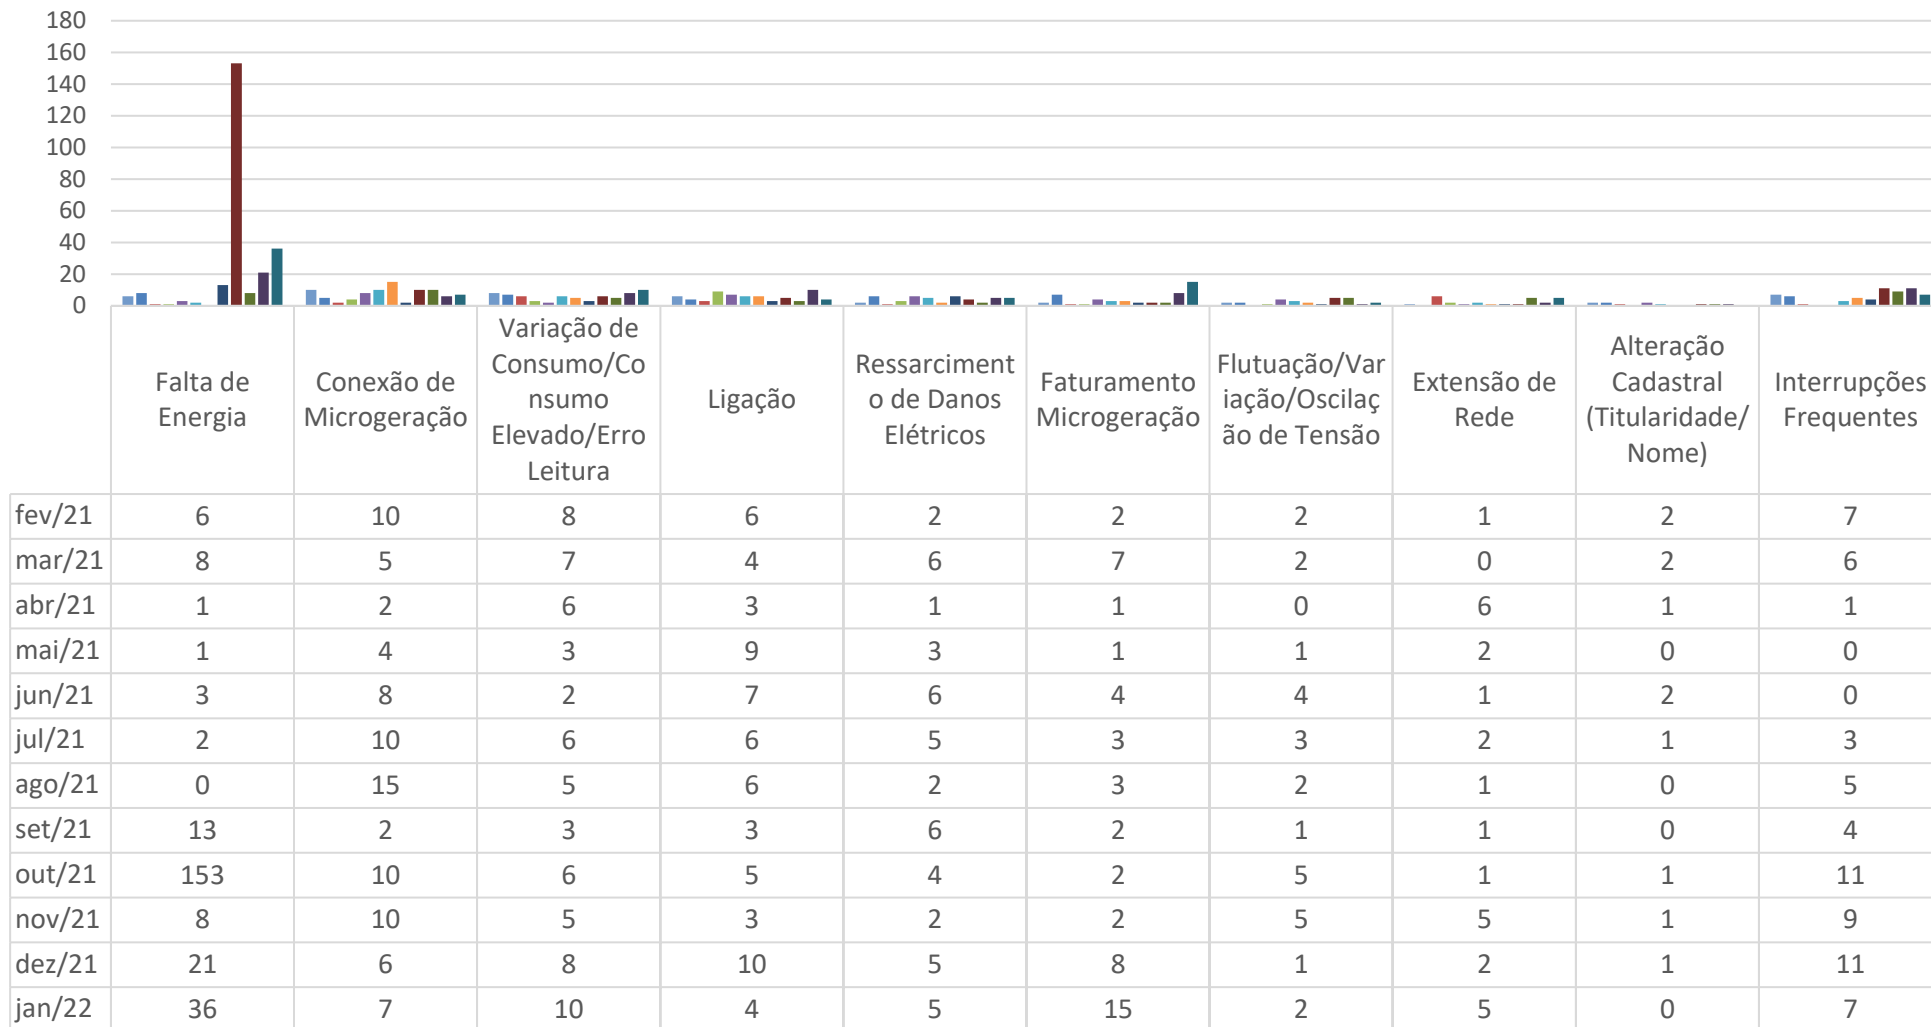 180
160
140
120
100
80
60
40
20
0
Falta de
Energia
Conexão de
Microgeração
Variação de
Consumo/Co
nsumo
Elevado/Erro
Leitura
Ligação
Ressarciment
o de Danos
Elétricos
Faturamento
Microgeração
Flutuação/Var
iação/Oscilaç
ão de Tensão
Extensão de
Rede
Alteração
Cadastral
(Titularidade/
Nome)
Interrupções
Frequentes
fev/21 6 10 8 6 2 2 2 1 2 7
mar/21 8 5 7 4 6 7 2 0 2 6
abr/21 1 2 6 3 1 1 0 6 1 1
mai/21 1 4 3 9 3 1 1 2 0 0
jun/21 3 8 2 7 6 4 4 1 2 0
jul/21 2 10 6 6 5 3 3 2 1 3
ago/21 0 15 5 6 2 3 2 1 0 5
set/21 13 2 3 3 6 2 1 1 0 4
out/21 153 10 6 5 4 2 5 1 1 11
nov/21 8 10 5 3 2 2 5 5 1 9
dez/21 21 6 8 10 5 8 1 2 1 11
jan/22 36 7 10 4 5 15 2 5 0 7